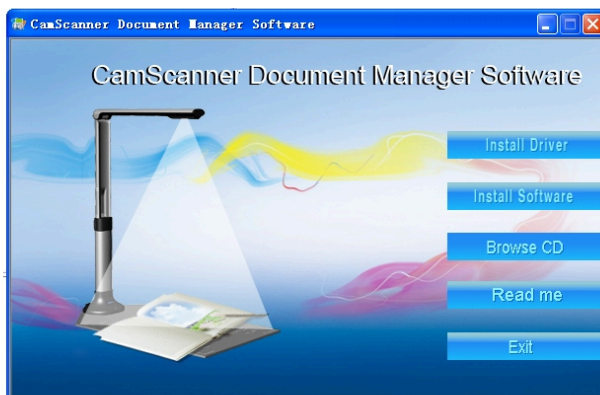 CamScanner Document Manager Software
CamScanner Document Manager Software
Install Driver
Install Software
Browse CD
Read me
Exit